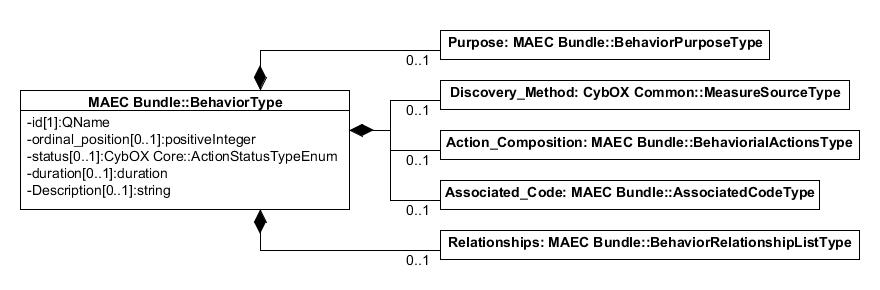 Purpose: MAEC Bundle::BehaviorPurposeType
0..1
MAEC Bundle::BehaviorType
-id[1]:QName
-ordinal_position[0..1]:positiveInteger
-status[0..1]:CybOX Core::ActionStatusTypeEnum
-duration[0..1]:duration
-Description[0..1]:string
Discovery_Method: CybOX Common::MeasureSourceType
0..1
Action_Composition: MAEC Bundle::BehaviorialActionsType
0..1
Associated_Code: MAEC Bundle::AssociatedCodeType
0..1
Relationships: MAEC Bundle::BehaviorRelationshipListType
0..1